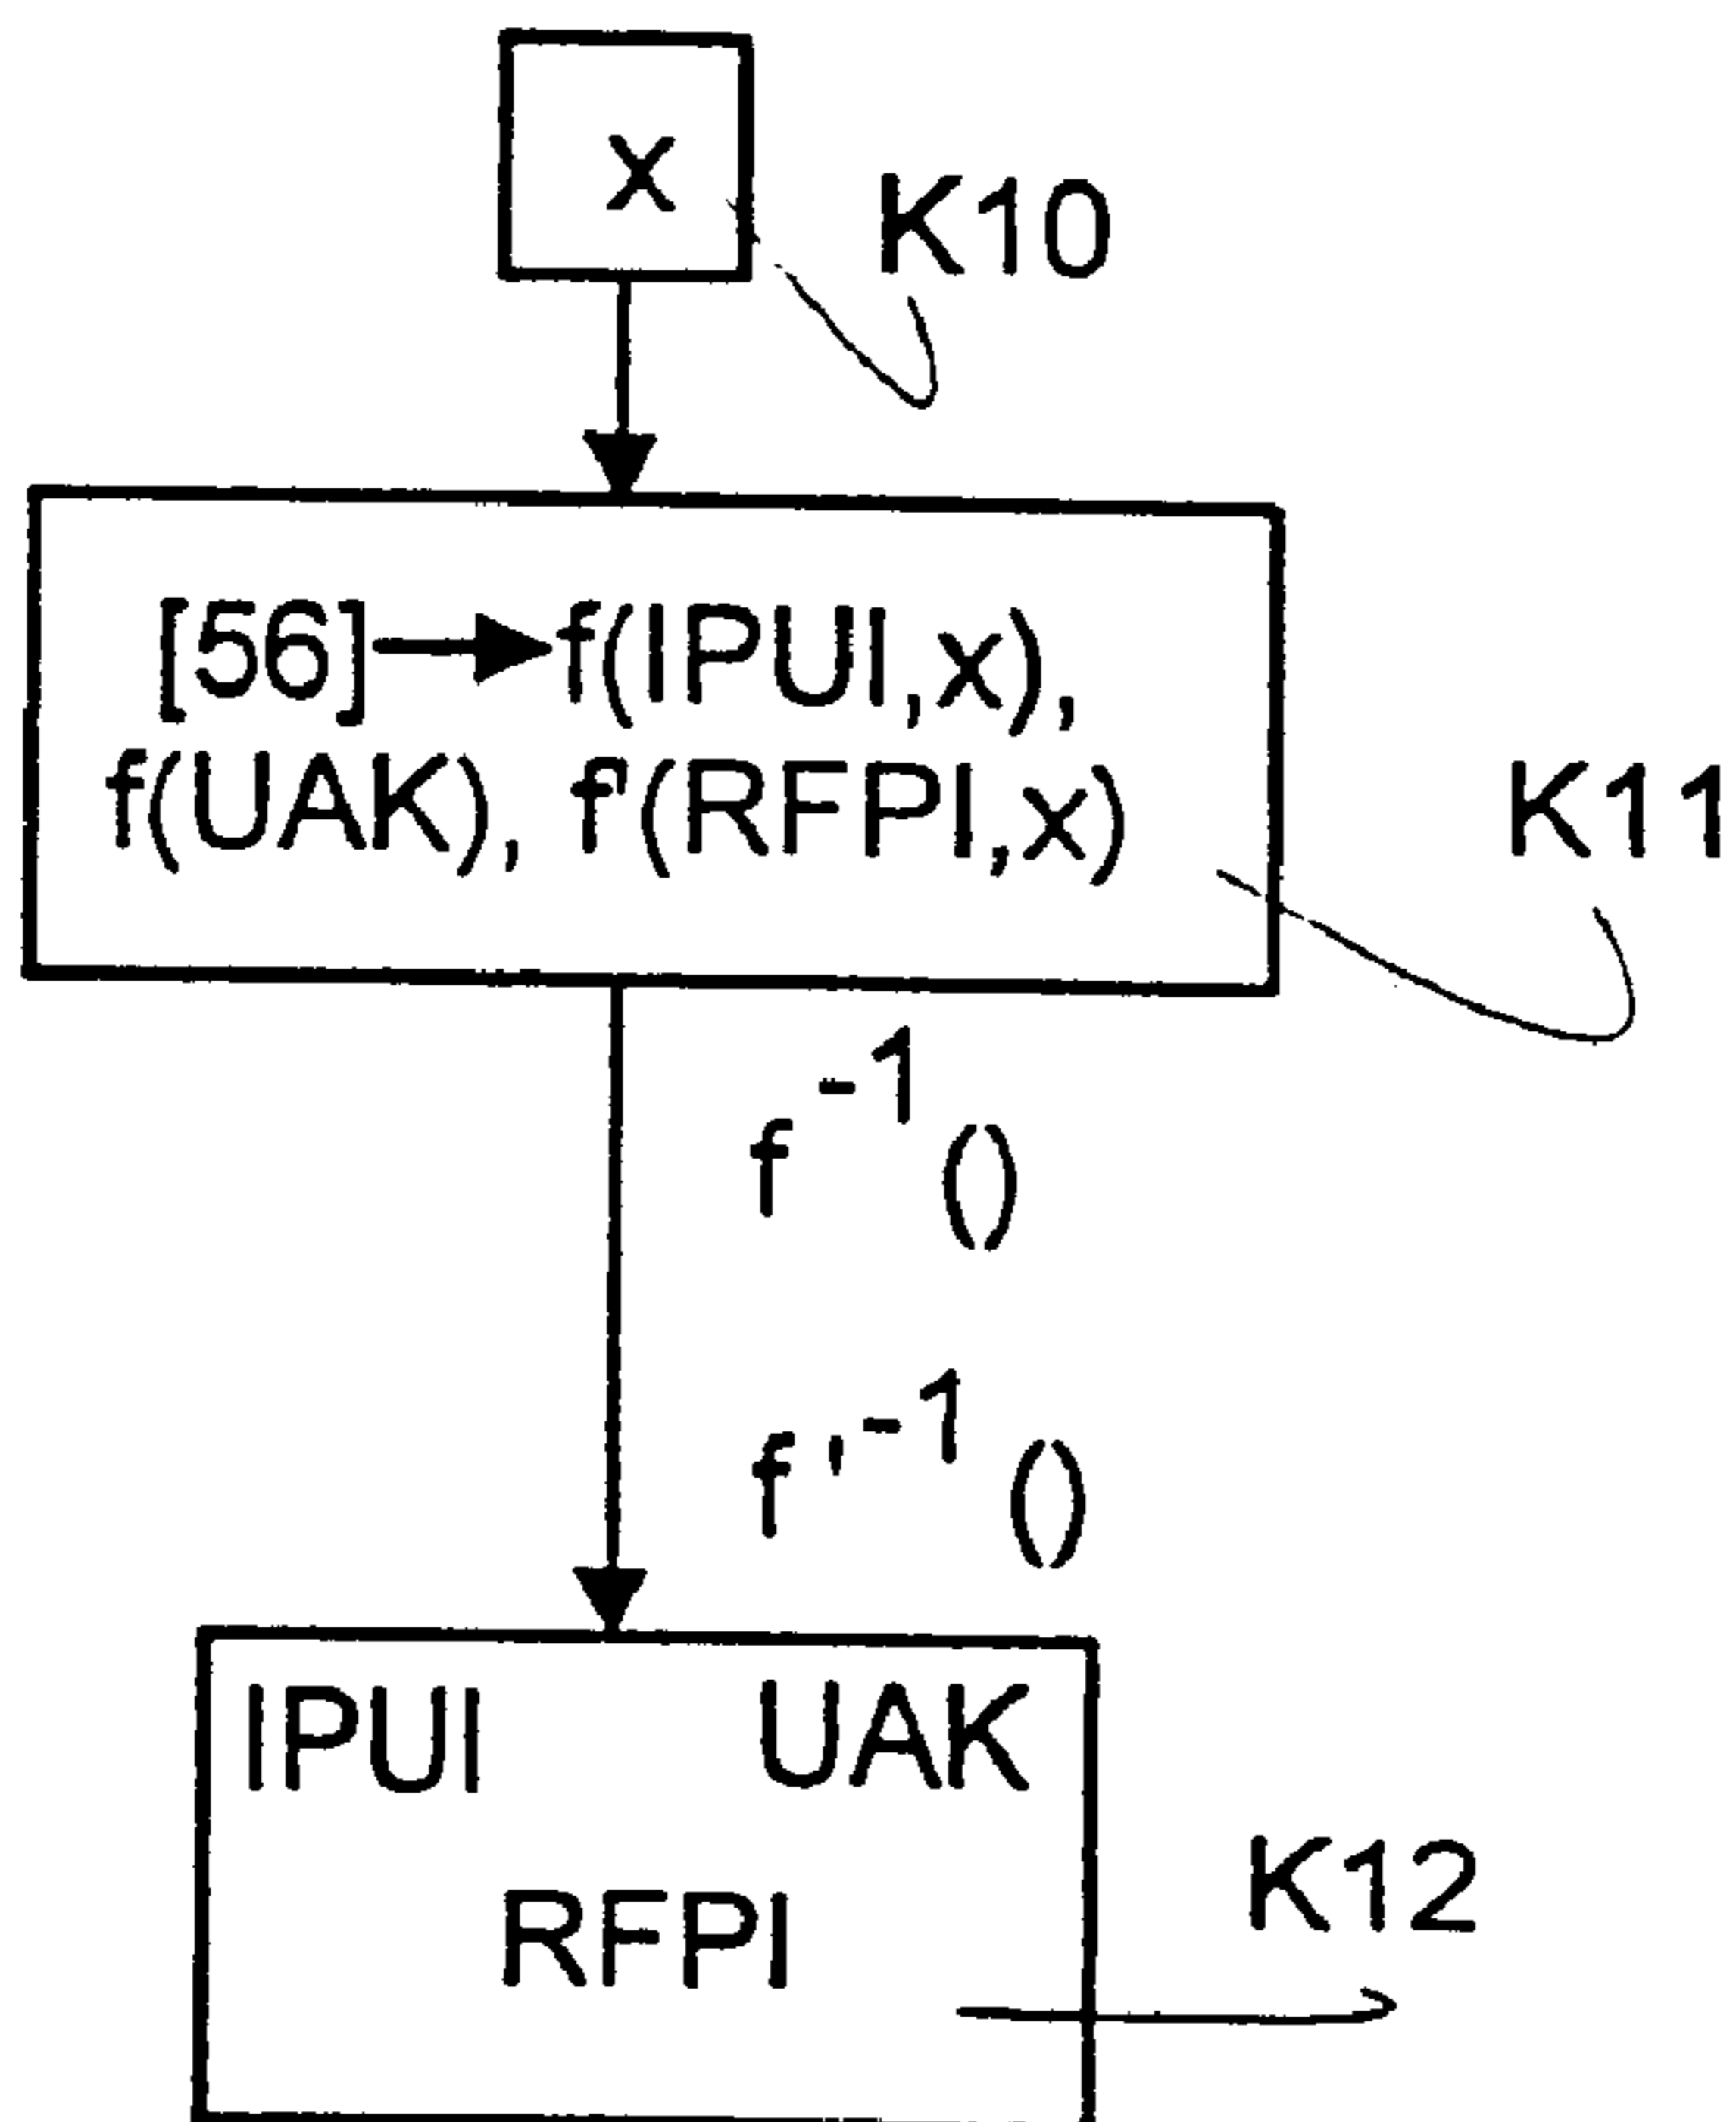 x
K10
[56]→f(IPUI,x),
f(UAK), f'(RFPI,x)
K11
f⁻¹()
f'⁻¹()
IPUI UAK
RFPI
K12